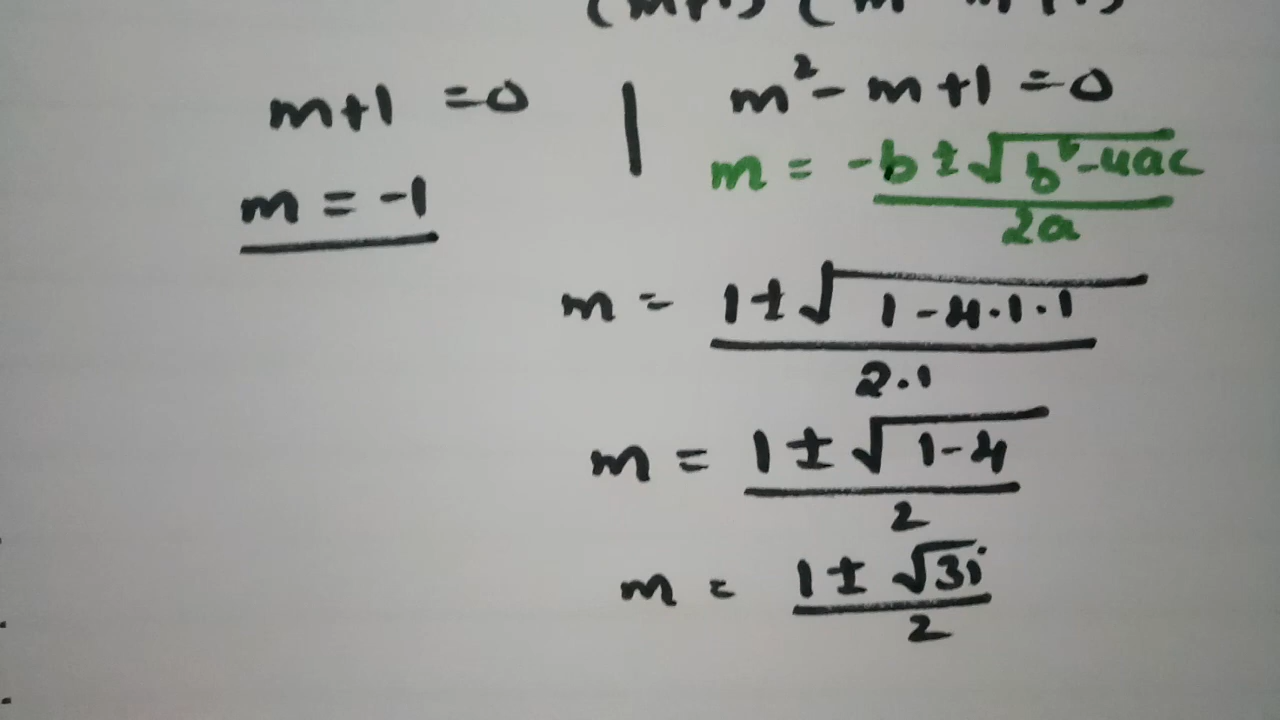 m+1 =0 | m²-m+1=0
m = -b±√b²-4ac / 2a
m = -1
m = 1±√1-4.1.1 / 2.1
m = 1±√1-4 / 2
m = 1±√3i / 2